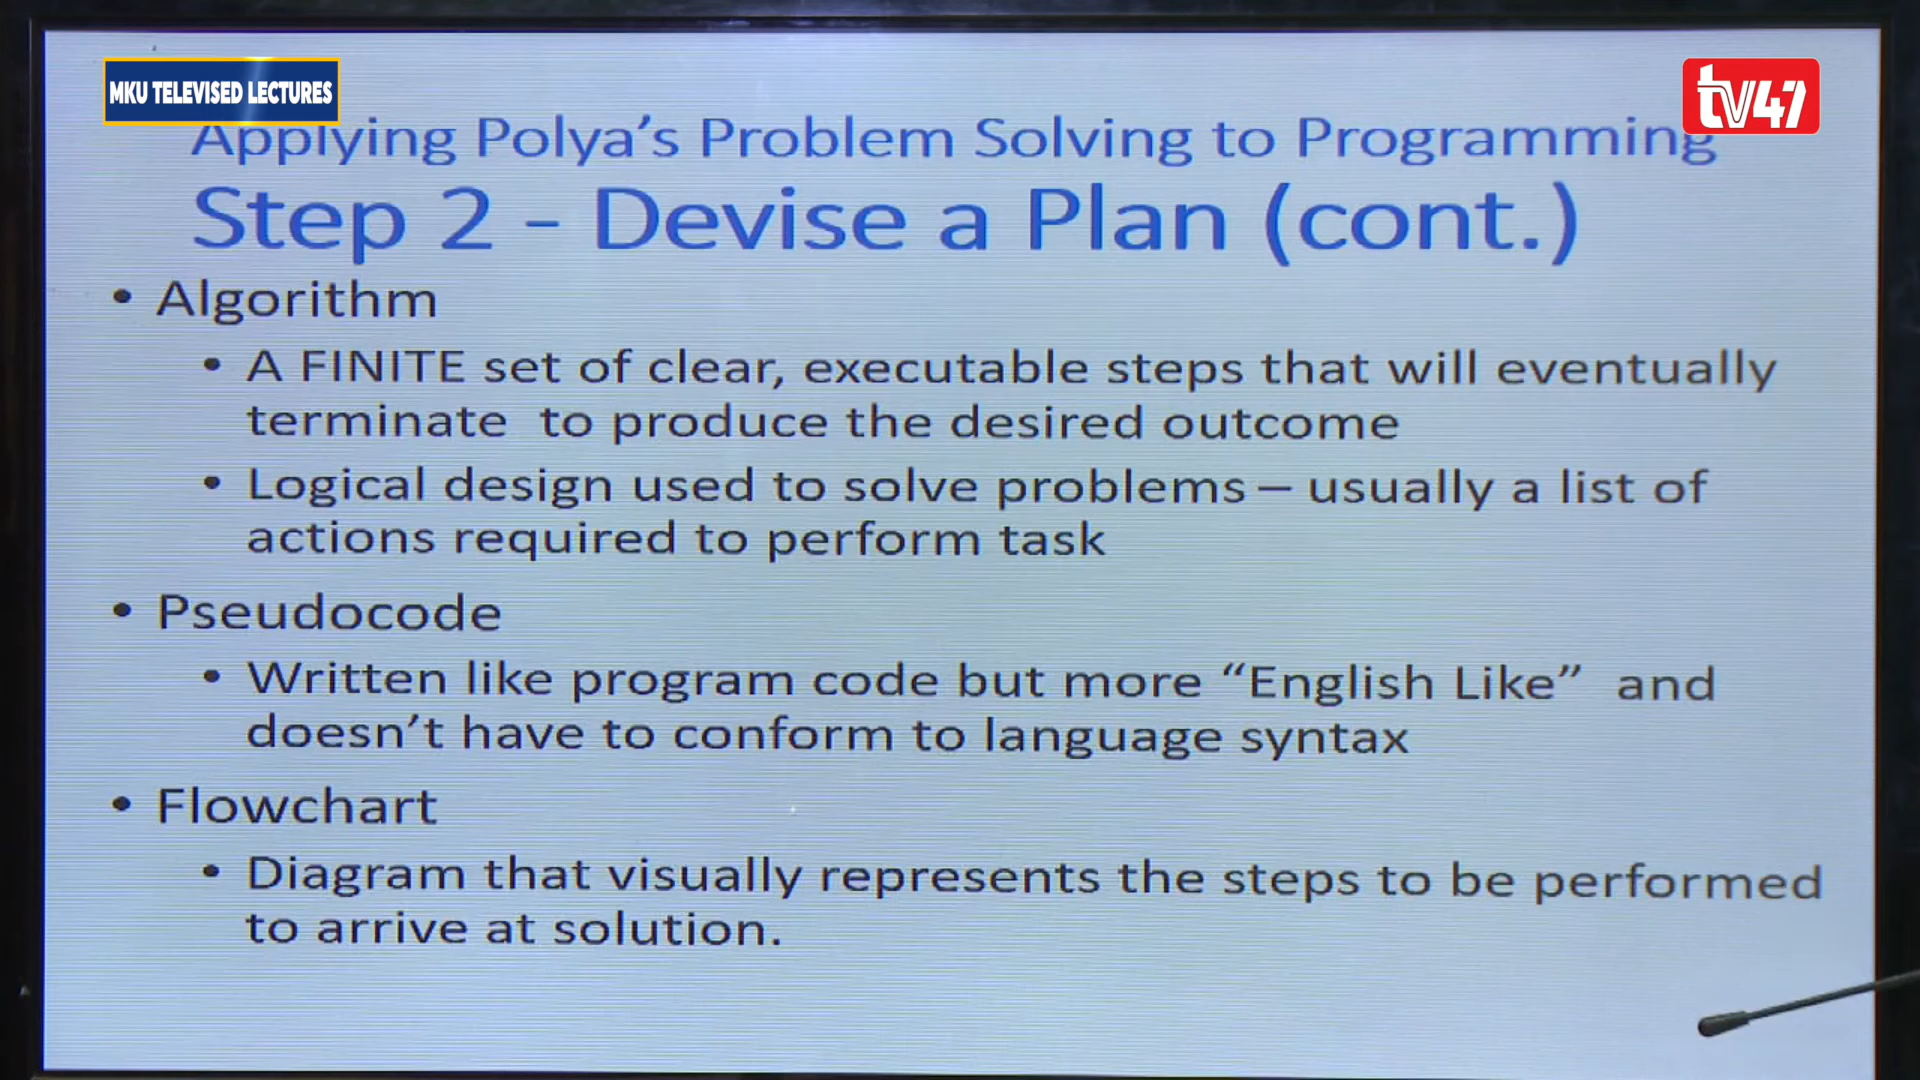 MKU TELEVISED LECTURES
tv47
Applying Polya's Problem Solving to Programming
Step 2 - Devise a Plan (cont.)
• Algorithm
• A FINITE set of clear, executable steps that will eventually
terminate to produce the desired outcome
• Logical design used to solve problems – usually a list of
actions required to perform task
• Pseudocode
• Written like program code but more “English Like” and
doesn't have to conform to language syntax
• Flowchart
• Diagram that visually represents the steps to be performed
to arrive at solution.